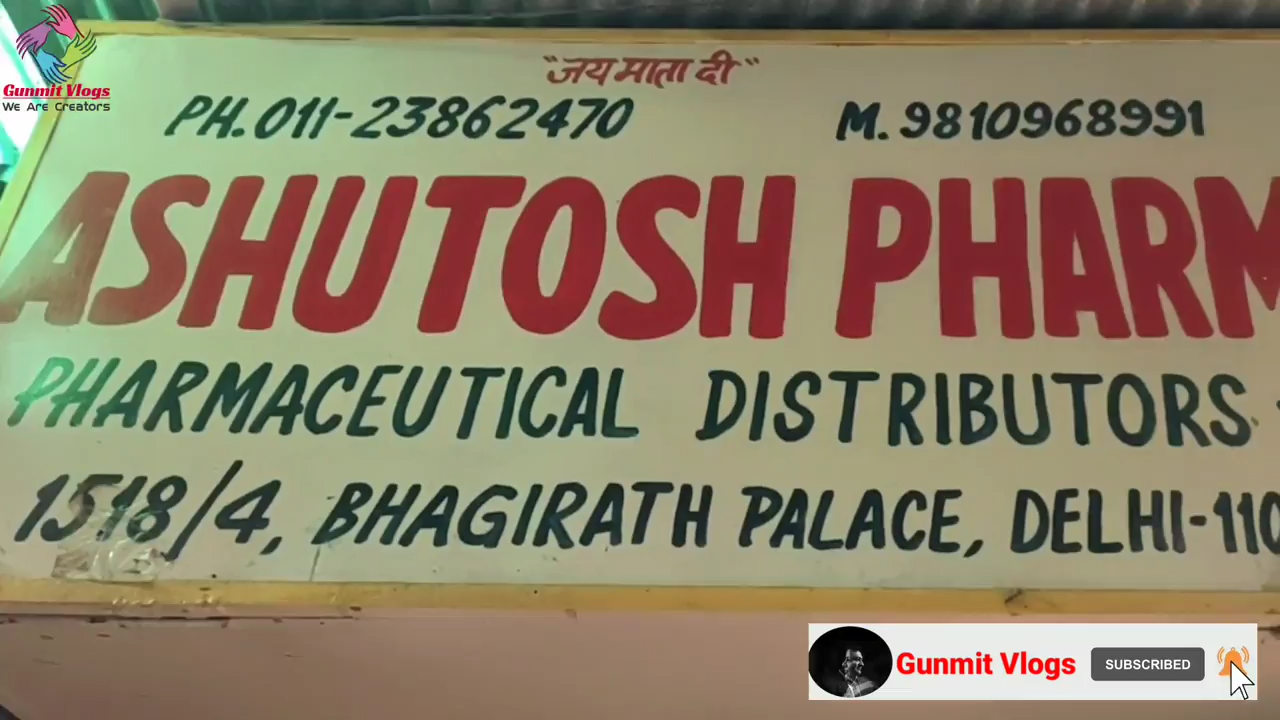 Gunmit Vlogs
We Are Creators
"जय माता दी"
PH. 011-23862470 M. 9810968991
ASHUTOSH PHARM
PHARMACEUTICAL DISTRIBUTORS
1518/4, BHAGIRATH PALACE, DELHI-110
Gunmit Vlogs SUBSCRIBED